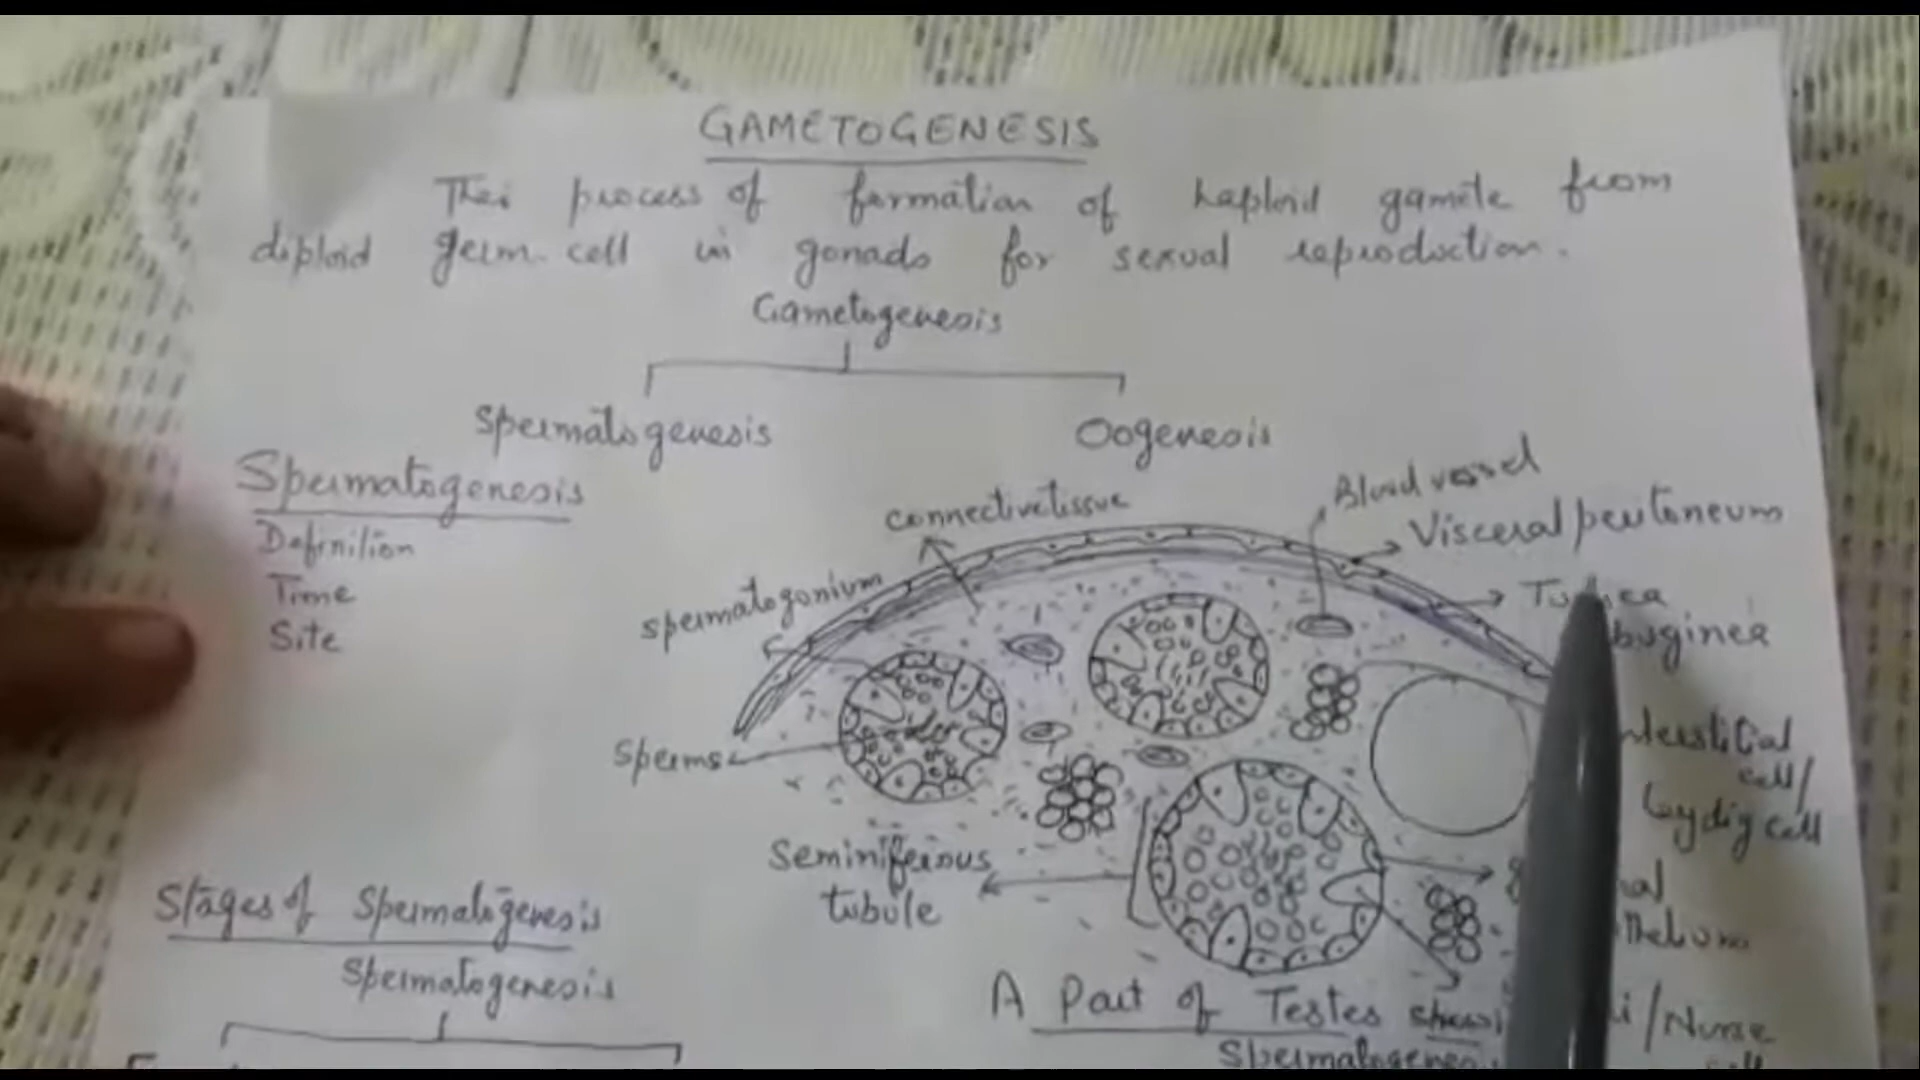 GAMETOGENESIS
The process of formation of haploid gamete from
diploid germ cell in gonads for sexual reproduction.
Gametogenesis
Spermatogenesis
Oogenesis
Spermatogenesis
Definition
Time
Site
connective tissue
Blood vessel
Visceral peritoneum
spermatogonium
sperms
Seminiferous
tubule
cell/
Leydig cell
Stages of Spermatogenesis
Spermatogenesis
A Part of Testes
/Nurse
cell